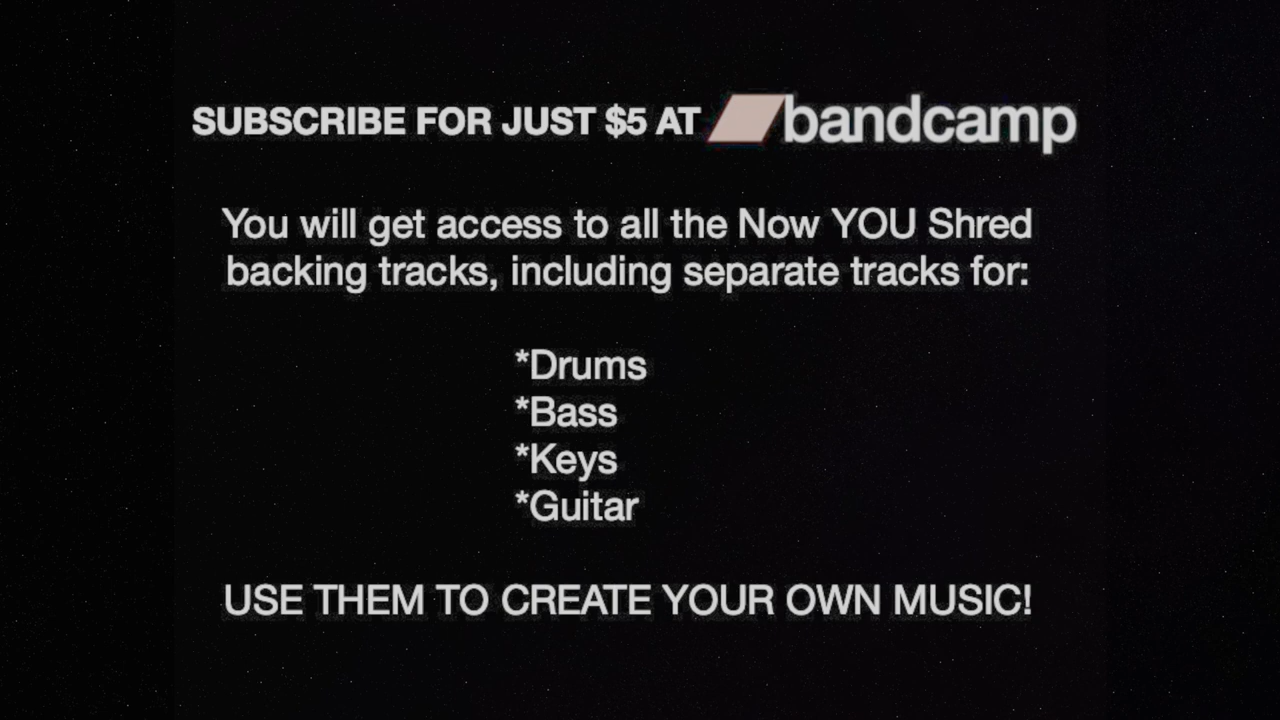 SUBSCRIBE FOR JUST $5 AT bandcamp
You will get access to all the Now YOU Shred
backing tracks, including separate tracks for:
*Drums
*Bass
*Keys
*Guitar
USE THEM TO CREATE YOUR OWN MUSIC!